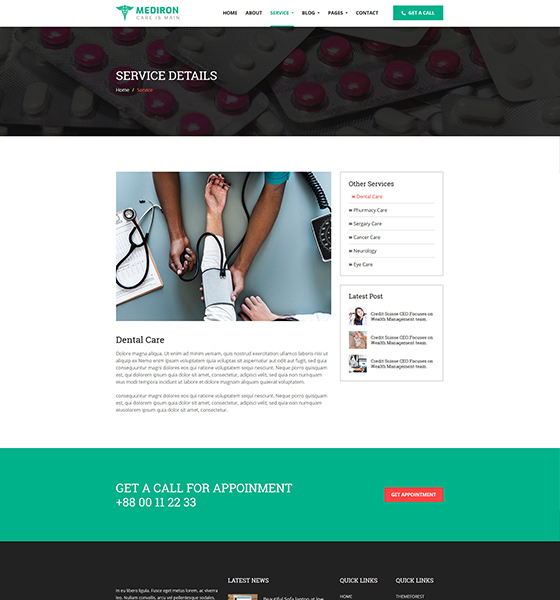 MEDIRON
CARE IS MAIN
HOME ABOUT SERVICE BLOG PAGES CONTACT
GET A CALL
SERVICE DETAILS
Home / Service
Dental Care
Dolore magna aliqua. Ut enim ad minim veniam, quis nostrud exercitation ullamco laboris nisi ut
aliquip ex Nemo enim ipsum voluptatem quia voluptas sit aspernatur aut odit aut fugit, sed quia
consequuntur magni dolores eos qui ratione voluptatem sequi nesciunt. Neque porro quisquam
est, qui dolorem ipsum dolor sit amet, consectetur, adipisci velit, sed quia non numquam
eius modi tempora incidunt ut labore et dolore magnam aliquam quaerat voluptatem.
consequuntur magni dolores eos qui ratione voluptatem sequi nesciunt. Neque porro quisquam
est, qui dolorem ipsum dolor sit amet, consectetur, adipisci velit, sed quia non numquam
eiusolorem ipsum dolor sit amet, consectetur.
Other Services
» Dental Care
» Pharmacy Care
» Sergary Care
» Cancer Care
» Neurology
» Eye Care
Latest Post
Credit Suisse CEO Focuses on
Wealth Management team.
Credit Suisse CEO Focuses on
Wealth Management team.
Credit Suisse CEO Focuses on
Wealth Management team.
GET A CALL FOR APPOINMENT
+88 00 11 22 33
GET APPOINTMENT
In eu libero ligula. Fusce eget metus lorem, ac viverra
leo. Nullam convallis, arcu vel pellentesque sodales,
LATEST NEWS
Beautiful Sofa laptop at low
QUICK LINKS
HOME
QUICK LINKS
THEMEFOREST